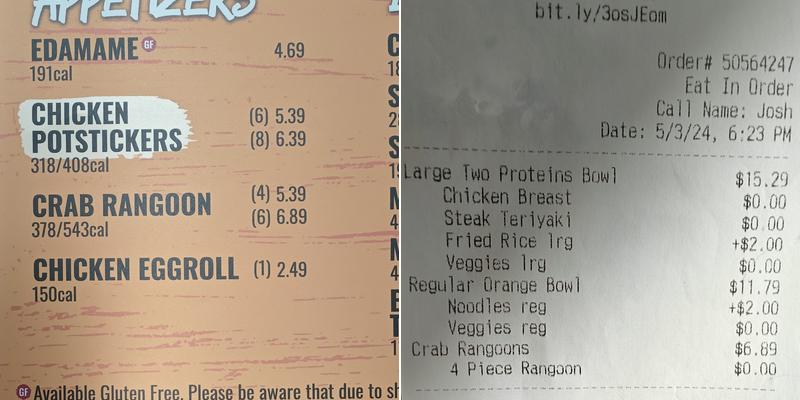 APPETIZERS
EDAMAME GF 4.69
191cal
CHICKEN (6) 5.39
POTSTICKERS (8) 6.39
318/408cal
CRAB RANGOON (4) 5.39
(6) 6.89
378/543cal
CHICKEN EGGROLL (1) 2.49
150cal
GF Available Gluten Free. Please be aware that due to sh
bit.ly/3osJEom
Order# 50564247
Eat In Order
Call Name: Josh
Date: 5/3/24, 6:23 PM
Large Two Proteins Bowl $15.29
Chicken Breast $0.00
Steak Teriyaki $0.00
Fried Rice lrg +$2.00
Veggies lrg $0.00
Regular Orange Bowl $11.79
Noodles reg +$2.00
Veggies reg $0.00
Crab Rangoons $6.89
4 Piece Rangoon $0.00